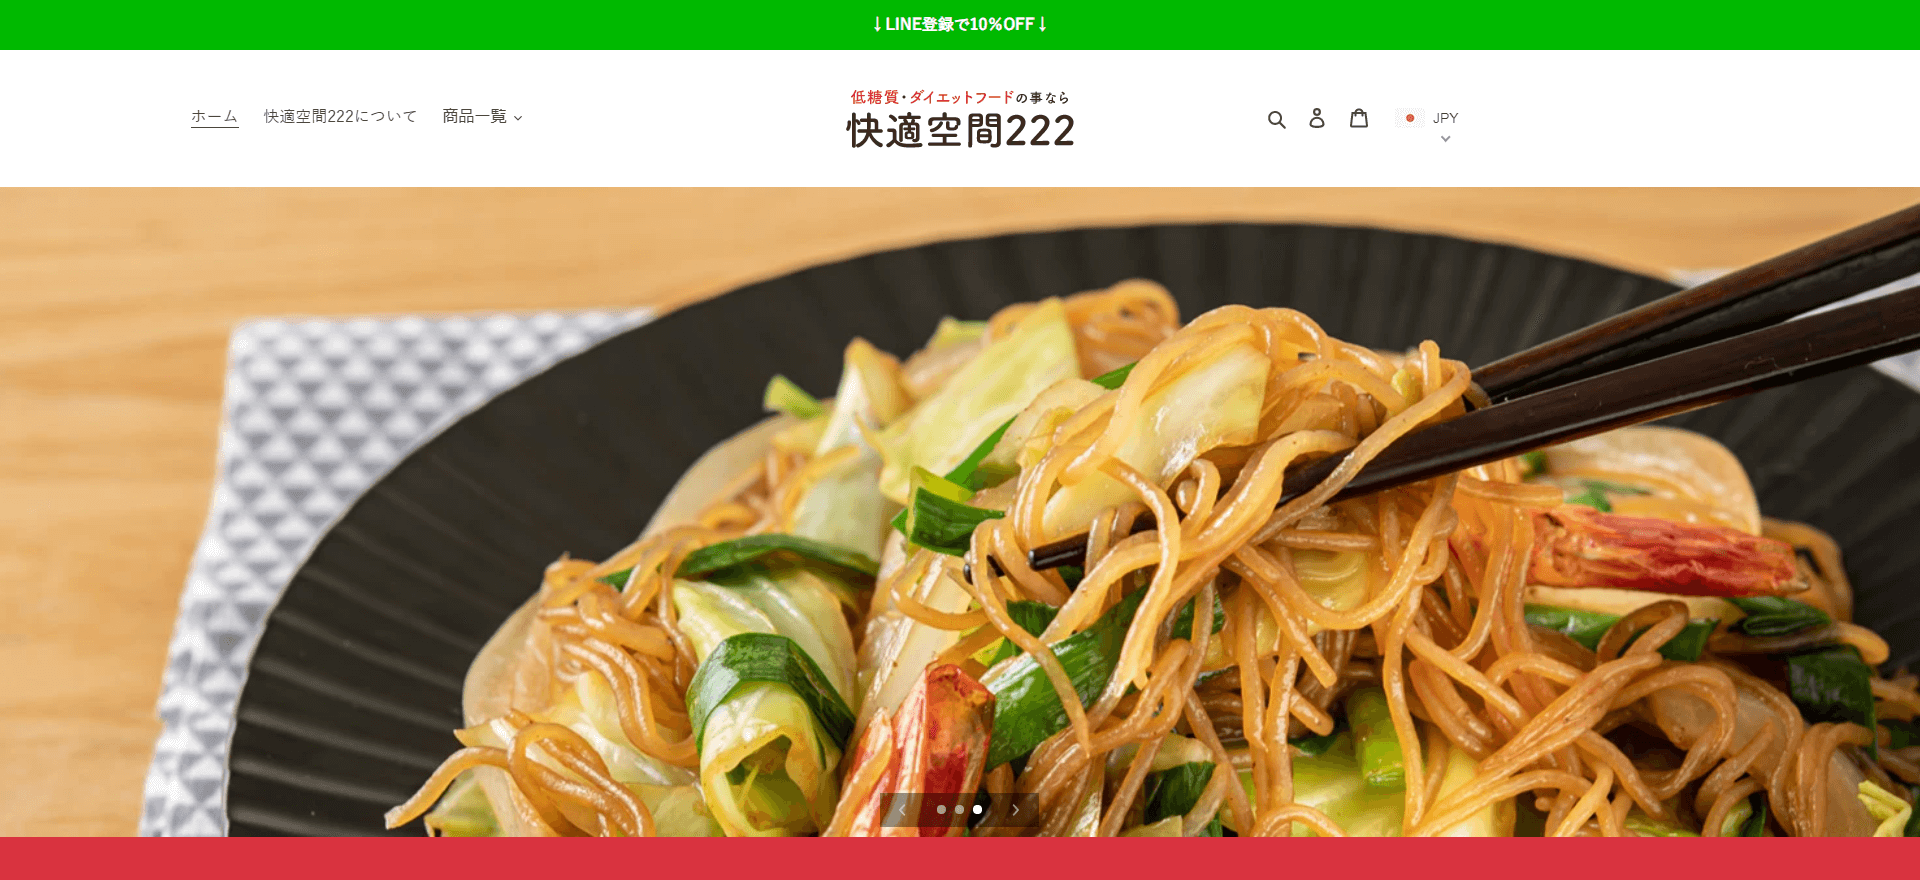 ↓LINE登録で10%OFF↓
ホーム 快適空間222について 商品一覧
低糖質・ダイエットフードの事なら
快適空間222
JPY